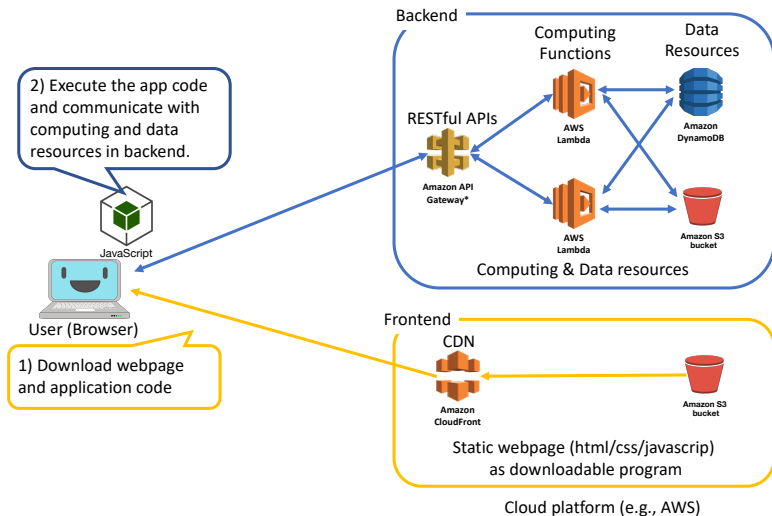 Backend
Computing
Functions
Data
Resources
2) Execute the app code
and communicate with
computing and data
resources in backend.
RESTful APIs
AWS
Lambda
Amazon
DynamoDB
Amazon API
Gateway*
JavaScript
AWS
Lambda
Amazon S3
bucket
Computing & Data resources
User (Browser)
Frontend
CDN
1) Download webpage
and application code
Amazon
CloudFront
Amazon S3
bucket
Static webpage (html/css/javascrip)
as downloadable program
Cloud platform (e.g., AWS)